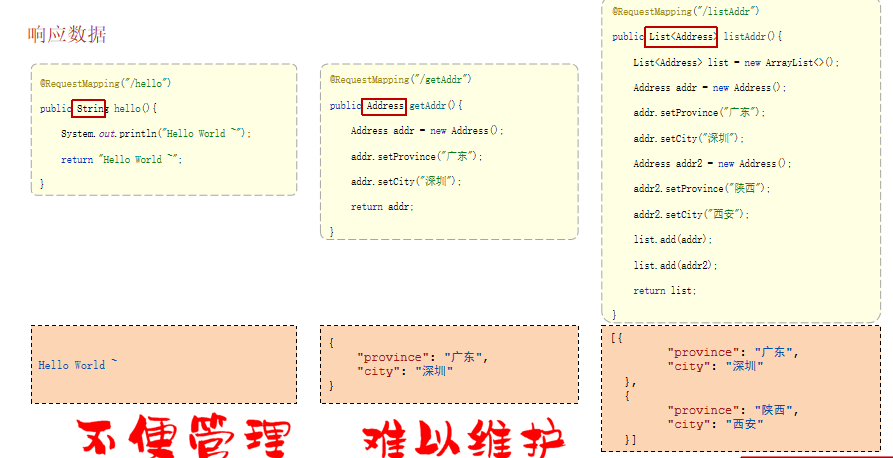 响应数据
@RequestMapping("/hello")
public String hello(){
System.out.println("Hello World ~");
return "Hello World ~";
}
Hello World ~
@RequestMapping("/getAddr")
public Address getAddr(){
Address addr = new Address();
addr.setProvince("广东");
addr.setCity("深圳");
return addr;
}
{
"province": "广东",
"city": "深圳"
}
@RequestMapping("/listAddr")
public List<Address> listAddr(){
List<Address> list = new ArrayList<>();
Address addr = new Address();
addr.setProvince("广东");
addr.setCity("深圳");
Address addr2 = new Address();
addr2.setProvince("陕西");
addr2.setCity("西安");
list.add(addr);
list.add(addr2);
return list;
}
[{
"province": "广东",
"city": "深圳"
},
{
"province": "陕西",
"city": "西安"
}]
不便管理
难以维护